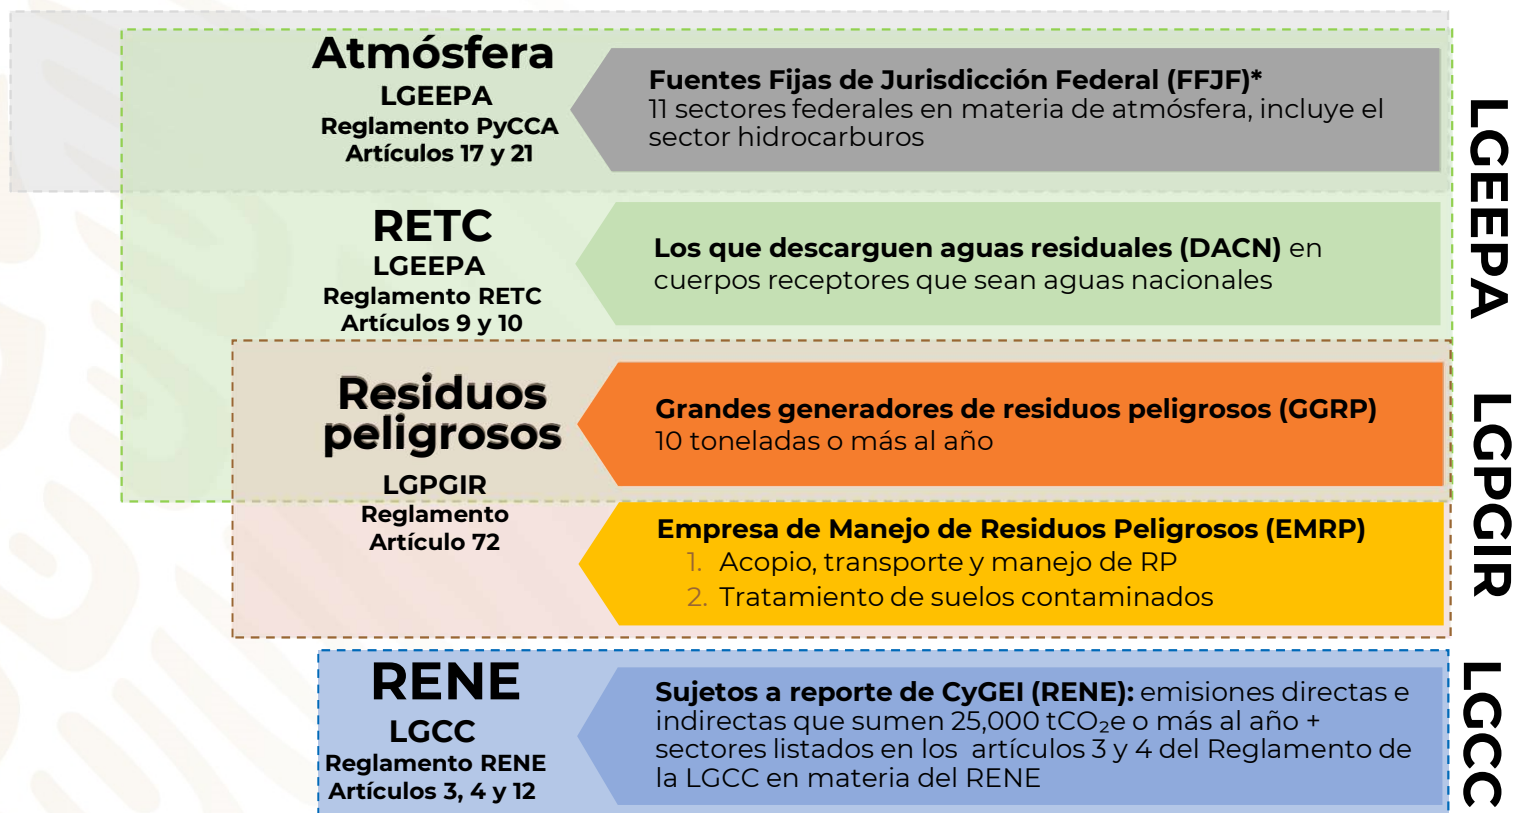 Atmósfera
LGEEPA
Reglamento PyCCA
Artículos 17 y 21
Fuentes Fijas de Jurisdicción Federal (FFJF)*
11 sectores federales en materia de atmósfera, incluye el
sector hidrocarburos
RETC
LGEEPA
Reglamento RETC
Artículos 9 y 10
Los que descarguen aguas residuales (DACN) en
cuerpos receptores que sean aguas nacionales
LGEEPA
Residuos
peligrosos
LGPGIR
Reglamento
Artículo 72
Grandes generadores de residuos peligrosos (GGRP)
10 toneladas o más al año
Empresa de Manejo de Residuos Peligrosos (EMRP)
1. Acopio, transporte y manejo de RP
2. Tratamiento de suelos contaminados
LGPGIR
RENE
LGCC
Reglamento RENE
Artículos 3, 4 y 12
Sujetos a reporte de CyGEI (RENE): emisiones directas e
indirectas que sumen 25,000 tCO₂e o más al año +
sectores listados en los artículos 3 y 4 del Reglamento de
la LGCC en materia del RENE
LGCC